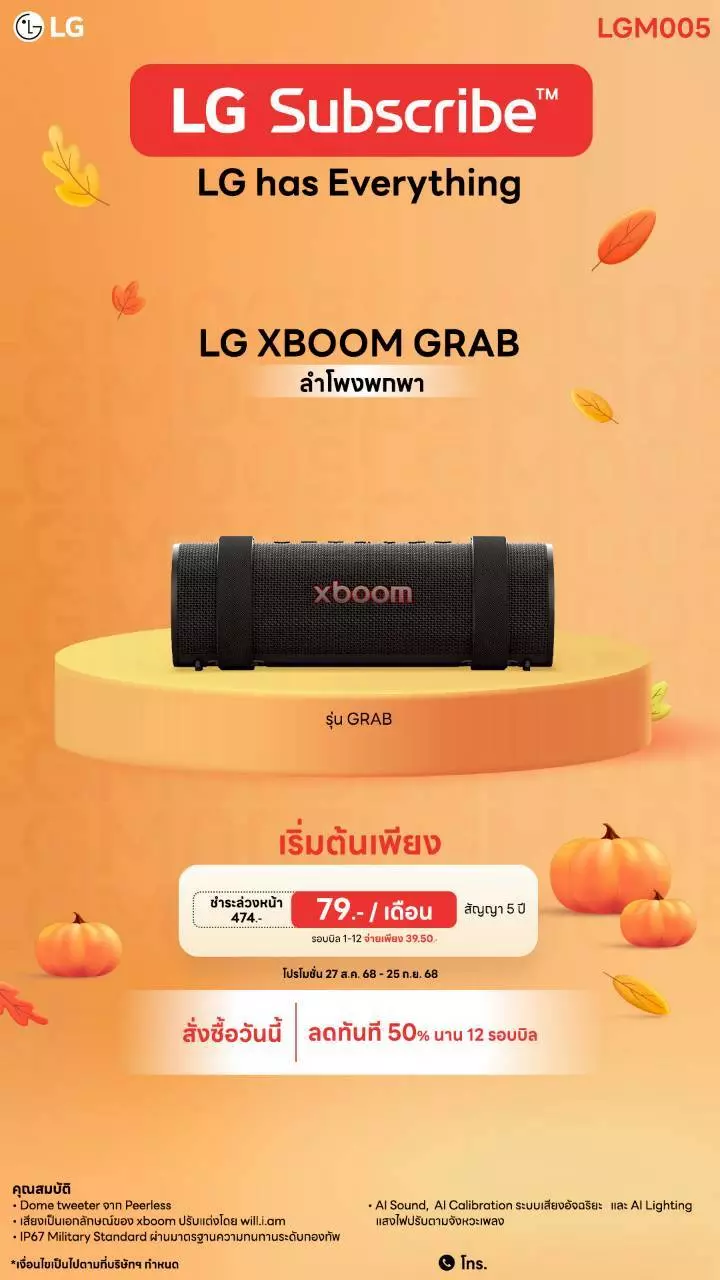 LG
LGM005
LG Subscribe™
LG has Everything
LG XBOOM GRAB
ลำโพงพกพา
xboom
รุ่น GRAB
เริ่มต้นเพียง
ชำระล่วงหน้า
474.-
79.- / เดือน
สัญญา 5 ปี
รอบบิล 1-12 จ่ายเพียง 39.50.-
โปรโมชั่น 27 ส.ค. 68 - 25 ก.ย. 68
สั่งซื้อวันนี้
ลดทันที 50% นาน 12 รอบบิล
คุณสมบัติ
• Dome tweeter จาก Peerless
• เสียงเป็นเอกลักษณ์ของ xboom ปรับแต่งโดย will.i.am
• IP67 Military Standard ผ่านมาตรฐานความทนทานระดับกองทัพ
• AI Sound, AI Calibration ระบบเสียงอัจฉริยะ และ AI Lighting
แสงไฟปรับตามจังหวะเพลง
*เงื่อนไขเป็นไปตามที่บริษัทฯ กำหนด
โทร.